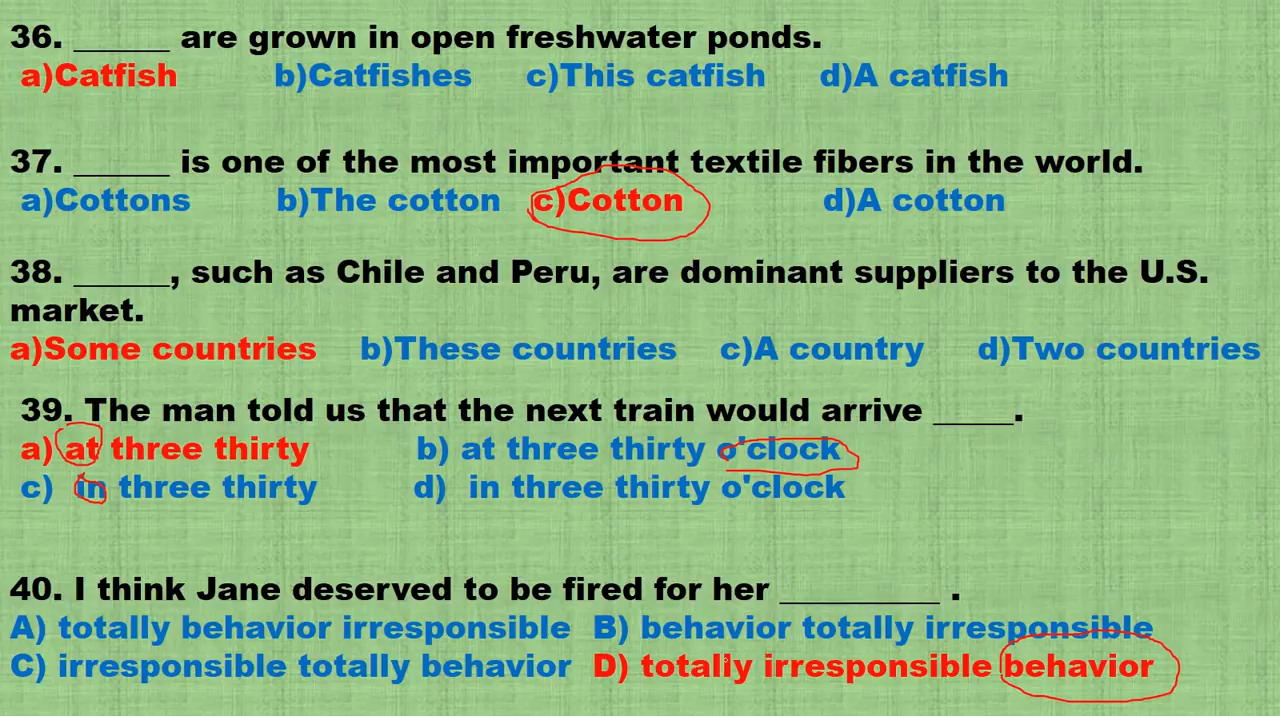 36. ______ are grown in open freshwater ponds.
a)Catfish b)Catfishes c)This catfish d)A catfish
37. ______ is one of the most important textile fibers in the world.
a)Cottons b)The cotton c)Cotton d)A cotton
38. ______, such as Chile and Peru, are dominant suppliers to the U.S.
market.
a)Some countries b)These countries c)A country d)Two countries
39. The man told us that the next train would arrive _____.
a) at three thirty b) at three thirty o'clock
c) in three thirty d) in three thirty o'clock
40. I think Jane deserved to be fired for her __________ .
A) totally behavior irresponsible B) behavior totally irresponsible
C) irresponsible totally behavior D) totally irresponsible behavior